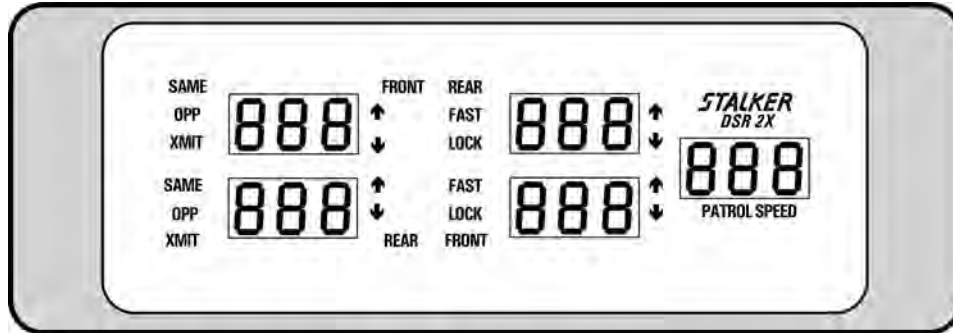 SAME FRONT REAR
OPP 888 FAST 888 STALKER
DSR 2X
XMIT LOCK
888
SAME FAST
OPP 888 LOCK 888 PATROL SPEED
XMIT REAR FRONT